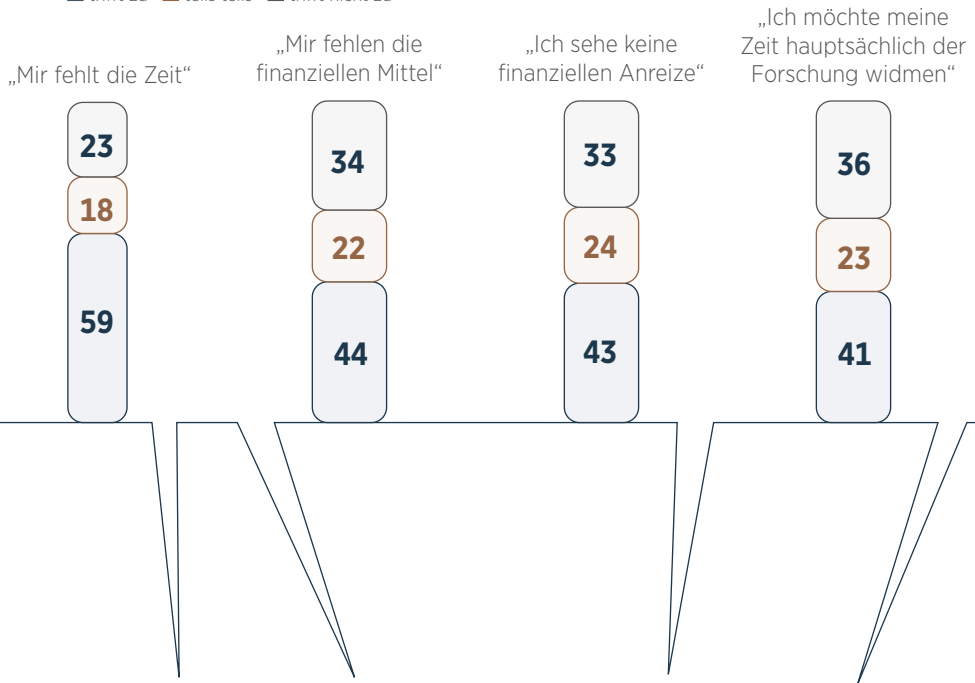 „Ich möchte meine
Zeit hauptsächlich der
Forschung widmen“
„Mir fehlen die
finanziellen Mittel“
„Ich sehe keine
finanziellen Anreize“
„Mir fehlt die Zeit“
23
18
59
34
22
44
33
24
43
36
23
41